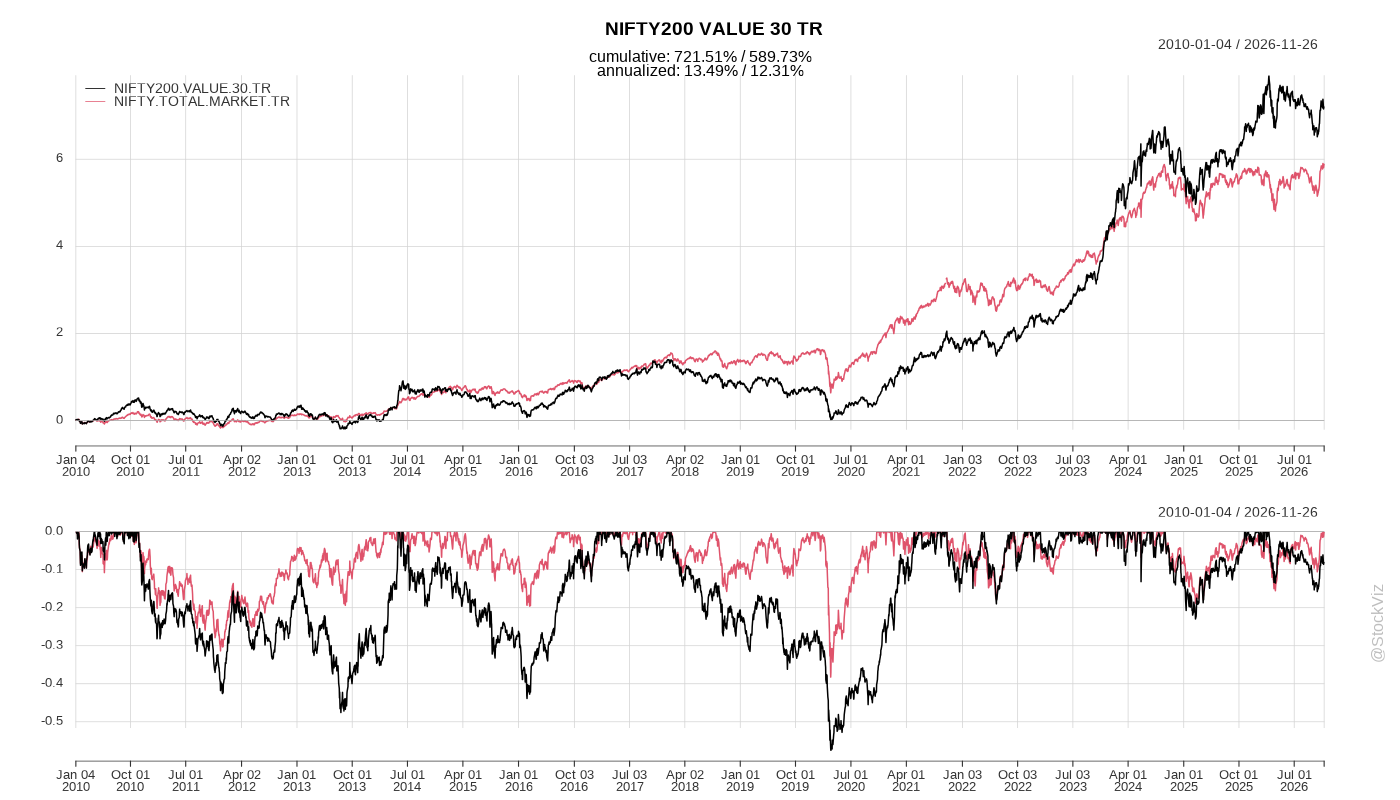 NIFTY200 VALUE 30 TR
cumulative: 721.51% / 589.73%
annualized: 13.49% / 12.31%
2010-01-04 / 2026-11-26
NIFTY200.VALUE.30.TR
NIFTY.TOTAL.MARKET.TR
6
4
2
0
Jan 04 Oct 01 Jul 01 Apr 02 Jan 01 Oct 01 Jul 01 Apr 01 Jan 01 Oct 03 Jul 03 Apr 02 Jan 01 Oct 01 Jul 01 Apr 01 Jan 03 Oct 03 Jul 03 Apr 01 Jan 01 Oct 01 Jul 01
2010 2010 2011 2012 2013 2013 2014 2015 2016 2016 2017 2018 2019 2019 2020 2021 2022 2022 2023 2024 2025 2025 2026
2010-01-04 / 2026-11-26
0.0
-0.1
-0.2
-0.3
-0.4
-0.5
Jan 04 Oct 01 Jul 01 Apr 02 Jan 01 Oct 01 Jul 01 Apr 01 Jan 01 Oct 03 Jul 03 Apr 02 Jan 01 Oct 01 Jul 01 Apr 01 Jan 03 Oct 03 Jul 03 Apr 01 Jan 01 Oct 01 Jul 01
2010 2010 2011 2012 2013 2013 2014 2015 2016 2016 2017 2018 2019 2019 2020 2021 2022 2022 2023 2024 2025 2025 2026
@StockViz